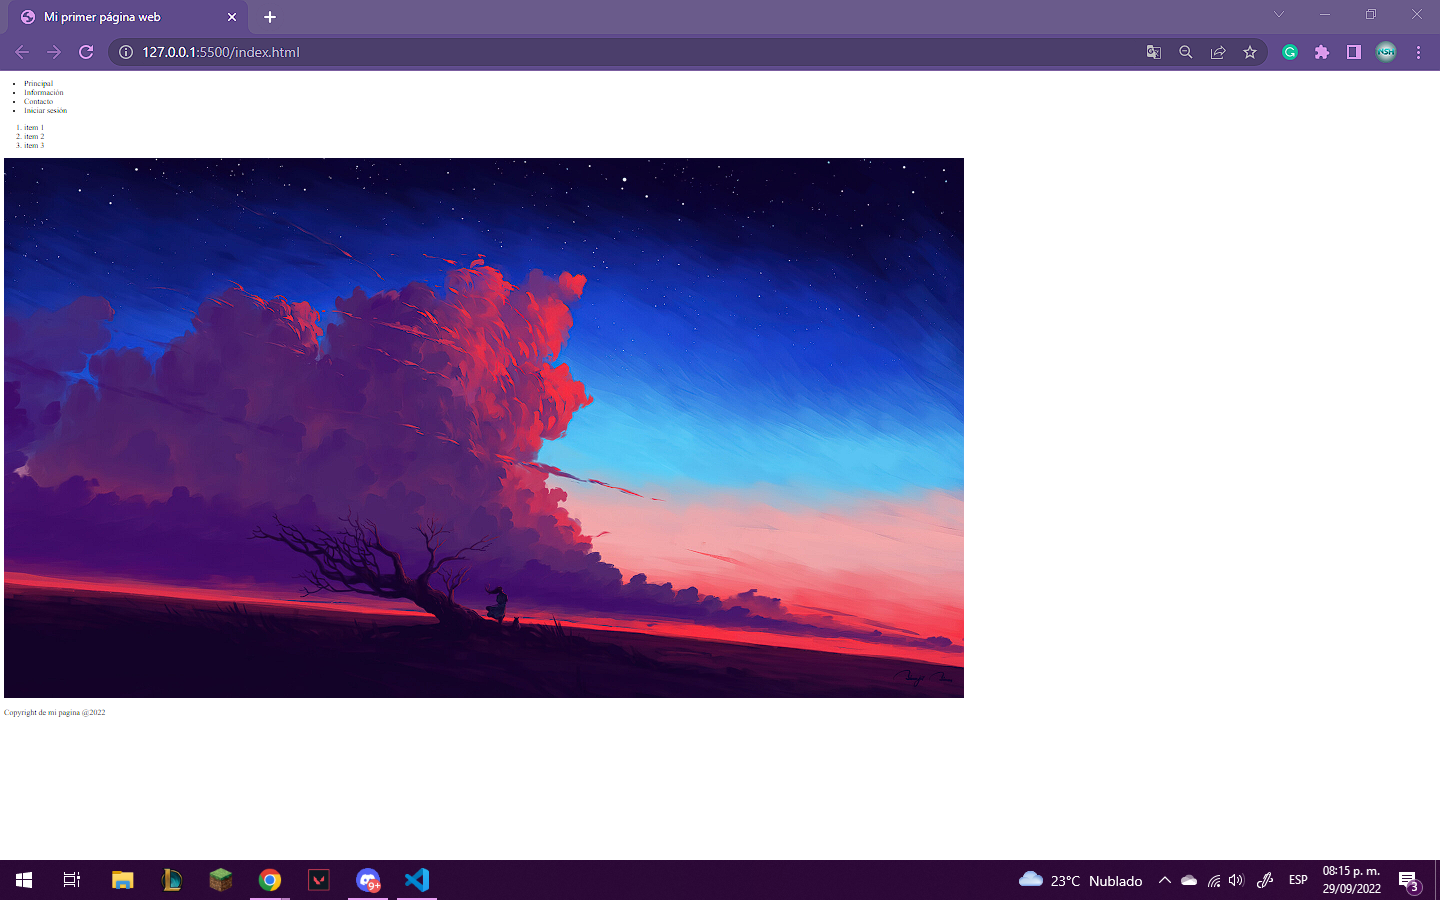 Mi primer página web
127.0.0.1:5500/index.html
• Principal
• Información
• Contacto
• Iniciar sesión
1. item 1
2. item 2
3. item 3
Copyright de mi pagina @2022
9+
23°C Nublado
ESP
08:15 p. m.
29/09/2022
3